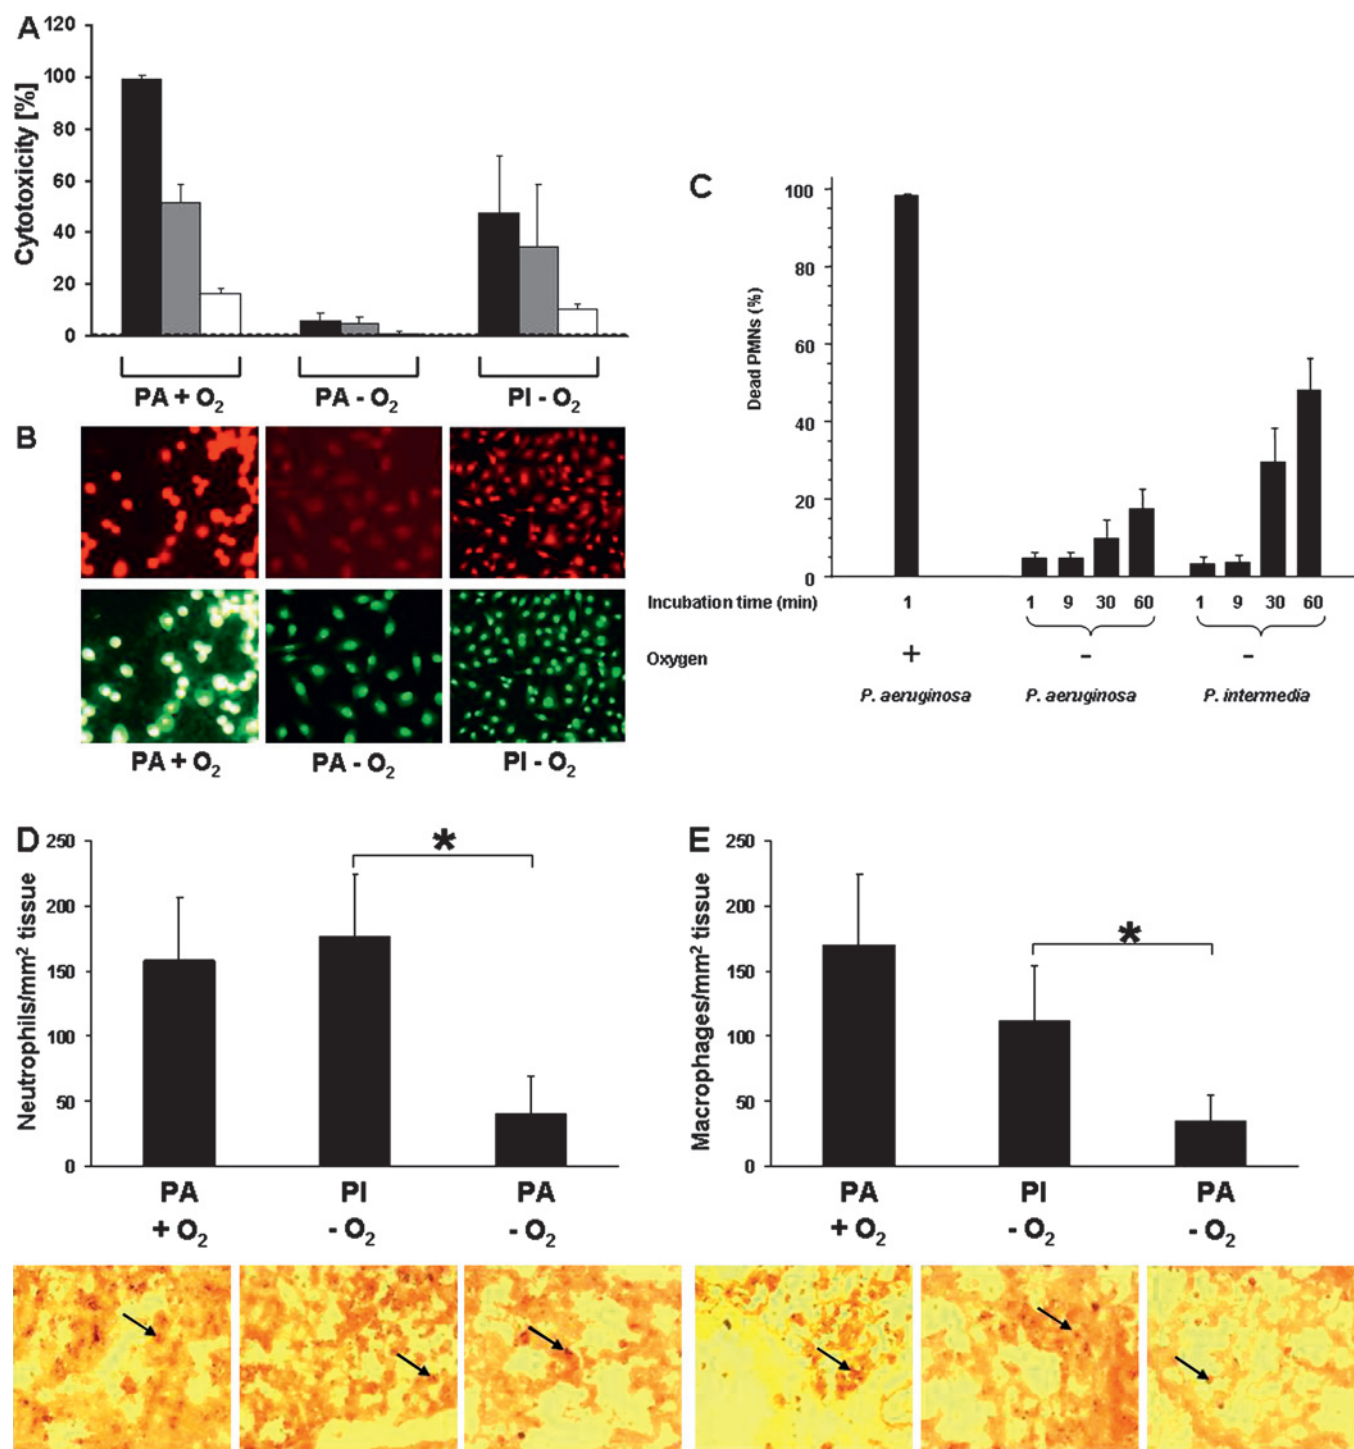 A
Cytotoxicity [%]
120
100
80
60
40
20
0
PA + O₂ PA - O₂ PI - O₂
B
PA + O₂ PA - O₂ PI - O₂
C
Dead PMNs (%)
100
80
60
40
20
0
Incubation time (min) 1 1 9 30 60 1 9 30 60
Oxygen + - -
P. aeruginosa P. aeruginosa P. intermedia
D
Neutrophils/mm² tissue
250
200
150
100
50
0
*
PA PI PA
+ O₂ - O₂ - O₂
E
Macrophages/mm² tissue
250
200
150
100
50
0
*
PA PI PA
+ O₂ - O₂ - O₂